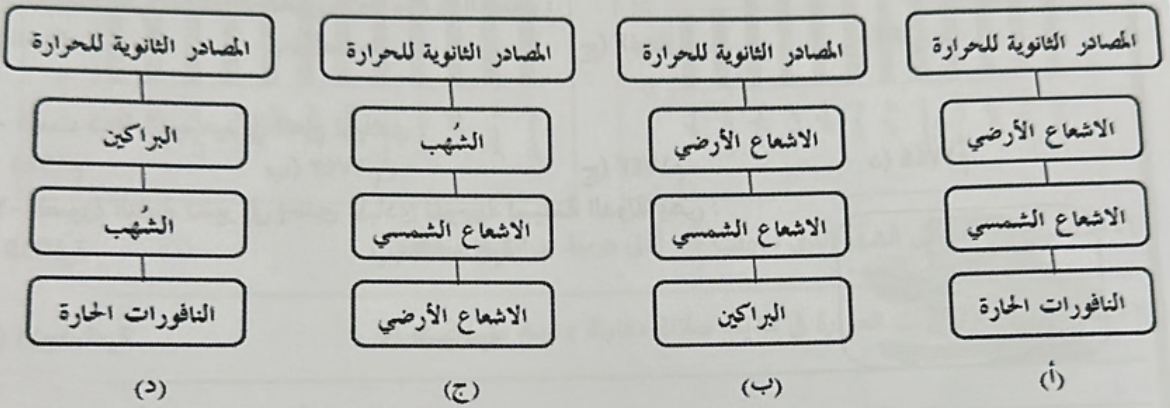 المصادر الثانوية للحرارة
الاشعاع الأرضي
الاشعاع الشمسي
النافورات الحارة
(أ)
المصادر الثانوية للحرارة
الاشعاع الأرضي
الاشعاع الشمسي
البراكين
(ب)
المصادر الثانوية للحرارة
الشُهب
الاشعاع الشمسي
الاشعاع الأرضي
(ج)
المصادر الثانوية للحرارة
البراكين
الشُهب
النافورات الحارة
(د)